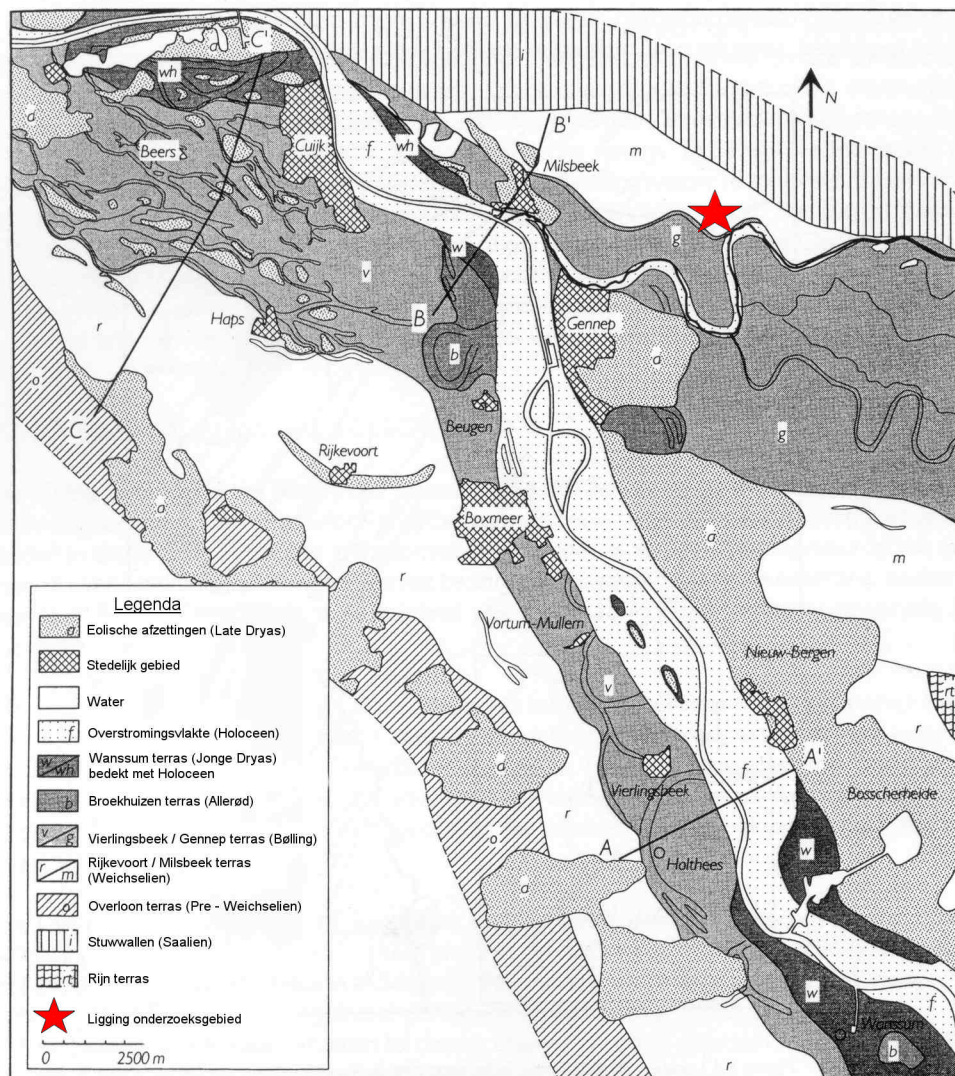 C'
a
i
wh
N
a
B'
Beers
Cuijk
f
wh
m
Milsbeek
g
w
v
r
Haps
B
Gennep
b
a
o
C
Beugen
g
Rijkevoort
a
Boxmeer
a
m
r
Vortum-Mullem
Nieuw-Bergen
v
rt
r
f
A'
a
Vierlingsbeek
Bosscherheide
r
A
o
w
Holthees
a
w
f
Wanssum
b
r
Legenda
a Eolische afzettingen (Late Dryas)
Stedelijk gebied
Water
f Overstromingsvlakte (Holoceen)
w wh Wanssum terras (Jonge Dryas)
bedekt met Holoceen
b Broekhuizen terras (Allerød)
v g Vierlingsbeek / Gennep terras (Bølling)
r m Rijkevoort / Milsbeek terras
(Weichselien)
o Overloon terras (Pre - Weichselien)
i Stuwwallen (Saalien)
rt Rijn terras
Ligging onderzoeksgebied
0 2500 m